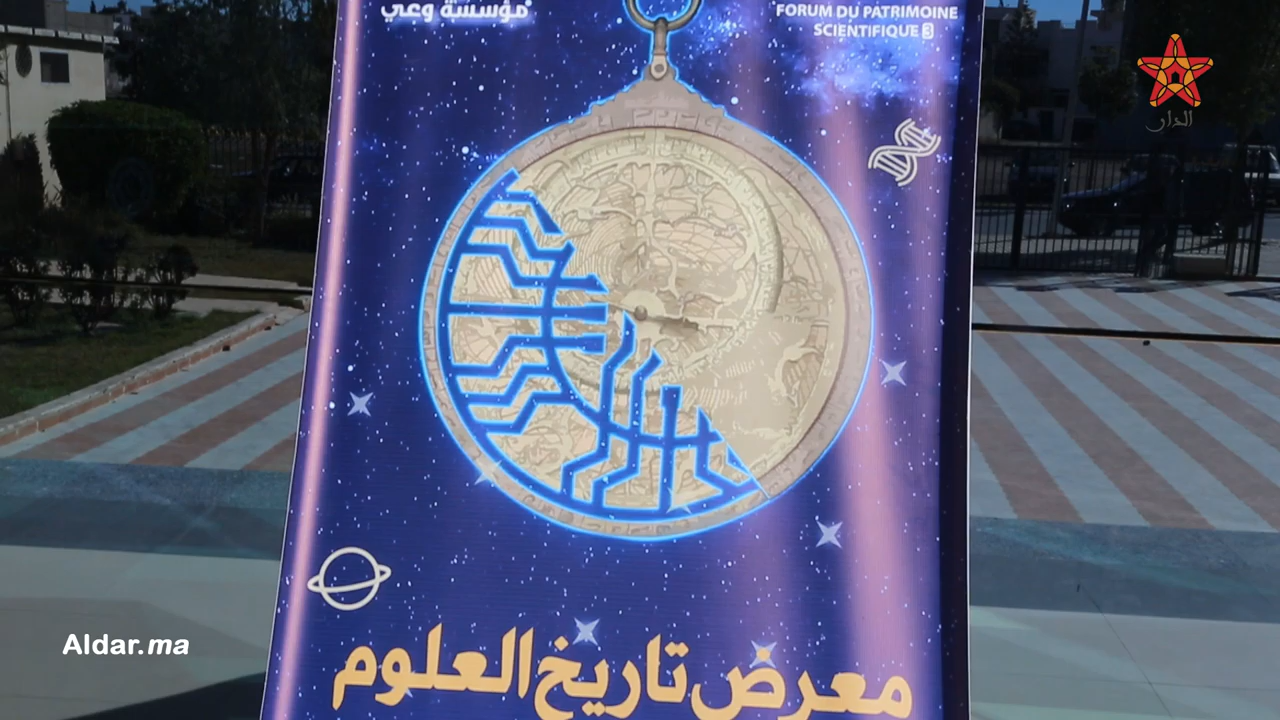 مؤسسة وعي
FORUM DU PATRIMOINE
SCIENTIFIQUE 3
الدار
معرض تاريخ العلوم
Aldar.ma